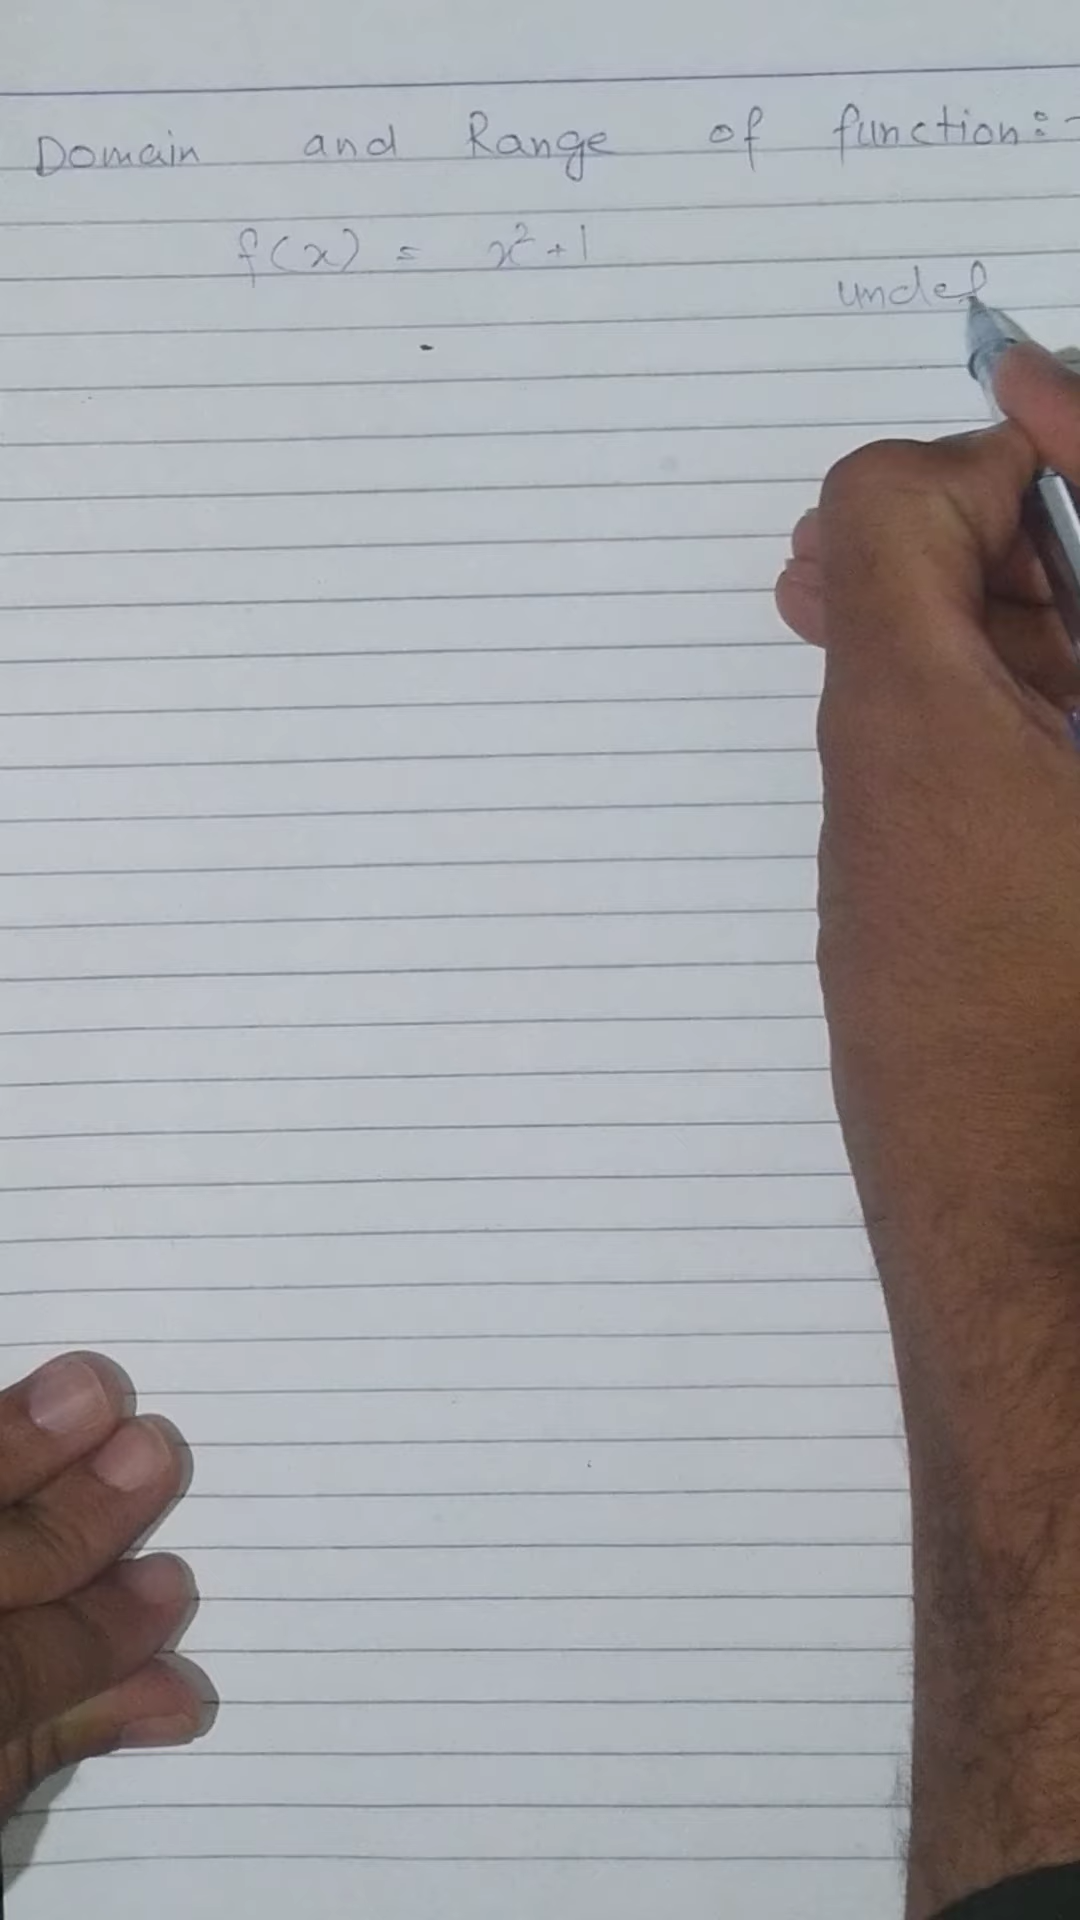 Domain and Range of function:-
f(x) = x²+1
undef